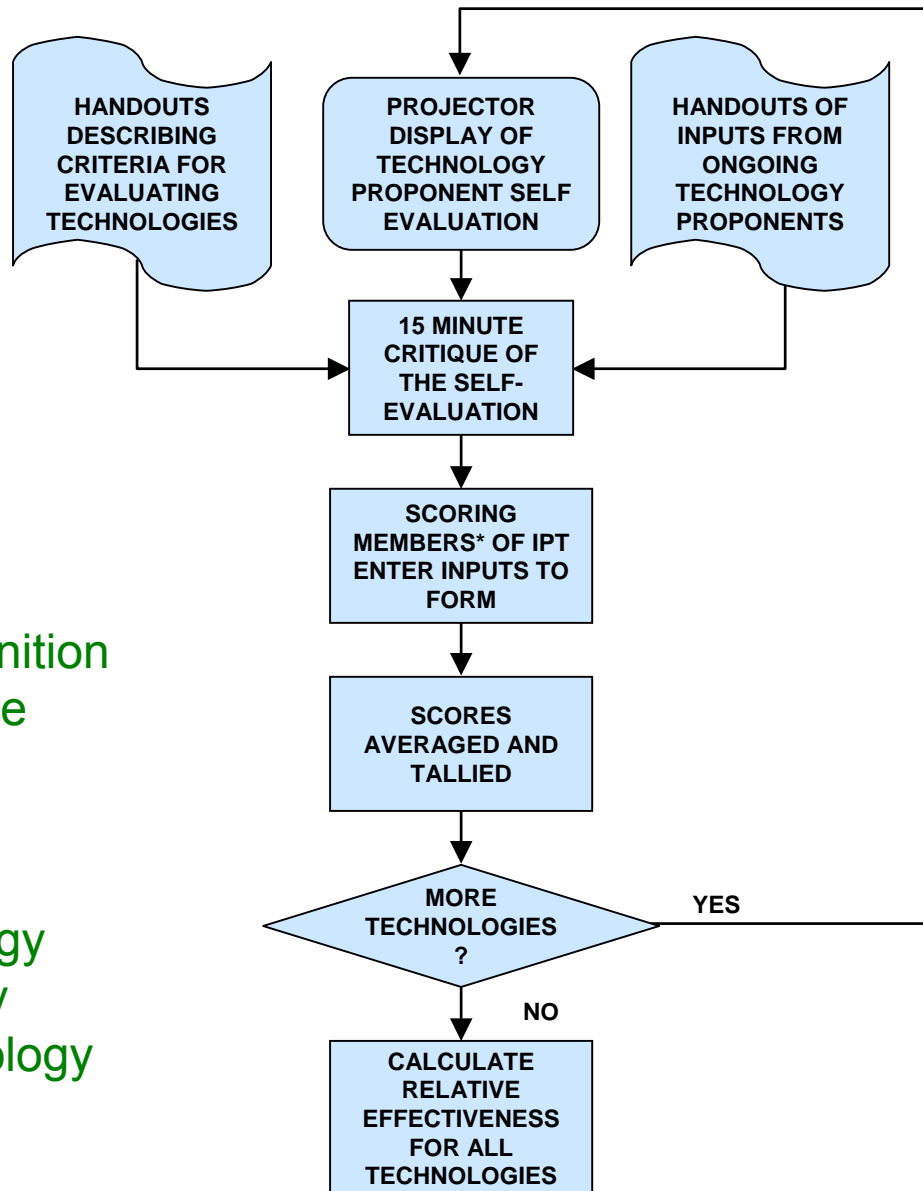 HANDOUTS
DESCRIBING
CRITERIA FOR
EVALUATING
TECHNOLOGIES
PROJECTOR
DISPLAY OF
TECHNOLOGY
PROPONENT SELF
EVALUATION
HANDOUTS OF
INPUTS FROM
ONGOING
TECHNOLOGY
PROPONENTS
15 MINUTE
CRITIQUE OF
THE SELF-
EVALUATION
SCORING
MEMBERS* OF IPT
ENTER INPUTS TO
FORM
SCORES
AVERAGED AND
TALLIED
MORE
TECHNOLOGIES
?
YES
NO
CALCULATE
RELATIVE
EFFECTIVENESS
FOR ALL
TECHNOLOGIES